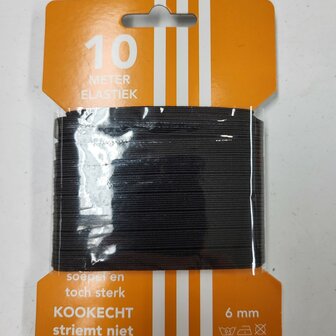 10
METER
ELASTIEK
soepel en
toch sterk
KOOKECHT
striemt niet
6 mm